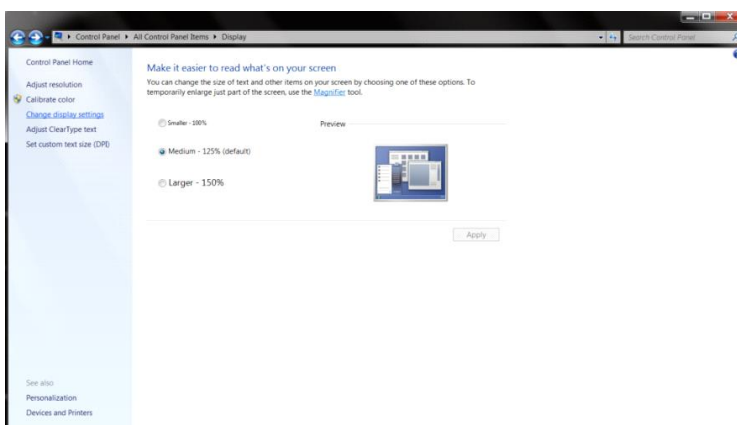 Control Panel ▸ All Control Panel Items ▸ Display
Search Control Panel
Control Panel Home
Adjust resolution
Calibrate color
Change display settings
Adjust ClearType text
Set custom text size (DPI)
See also
Personalization
Devices and Printers
Make it easier to read what's on your screen
You can change the size of text and other items on your screen by choosing one of these options. To
temporarily enlarge just part of the screen, use the Magnifier tool.
Smaller - 100%
Preview
Medium - 125% (default)
Larger - 150%
Apply